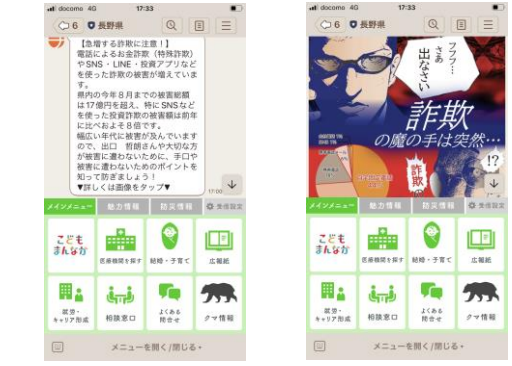 docomo 4G 17:33
6 長野県
【急増する詐欺に注意!】
電話によるお金詐欺(特殊詐欺)
やSNS・LINE・投資アプリなど
を使った詐欺の被害が増えていま
す。
県内の今年8月までの被害総額
は17億円を超え、特にSNSなど
を使った投資詐欺の被害額は前年
に比べおよそ8倍です。
幅広い年代に被害が及んでいます
ので、出口 哲朗さんや大切な方
が被害に遭わないために、手口や
被害に遭わないためのポイントを
知って防ぎましょう!
▼詳しくは画像をタップ▼
17:00
メインメニュー 魅力情報 防災情報 受信設定
こども
まんなか
医療機関を探す 結婚・子育て 広報紙
就労・
キャリア形成
相談窓口
よくある
問合せ
クマ情報
メニューを開く/閉じる
docomo 4G 17:33
6 長野県
フフフ…
さあ
出なさい
詐欺
の魔の手は突然…
!?
詐欺
メインメニュー 魅力情報 防災情報 受信設定
こども
まんなか
医療機関を探す 結婚・子育て 広報紙
就労・
キャリア形成
相談窓口
よくある
問合せ
クマ情報
メニューを開く/閉じる